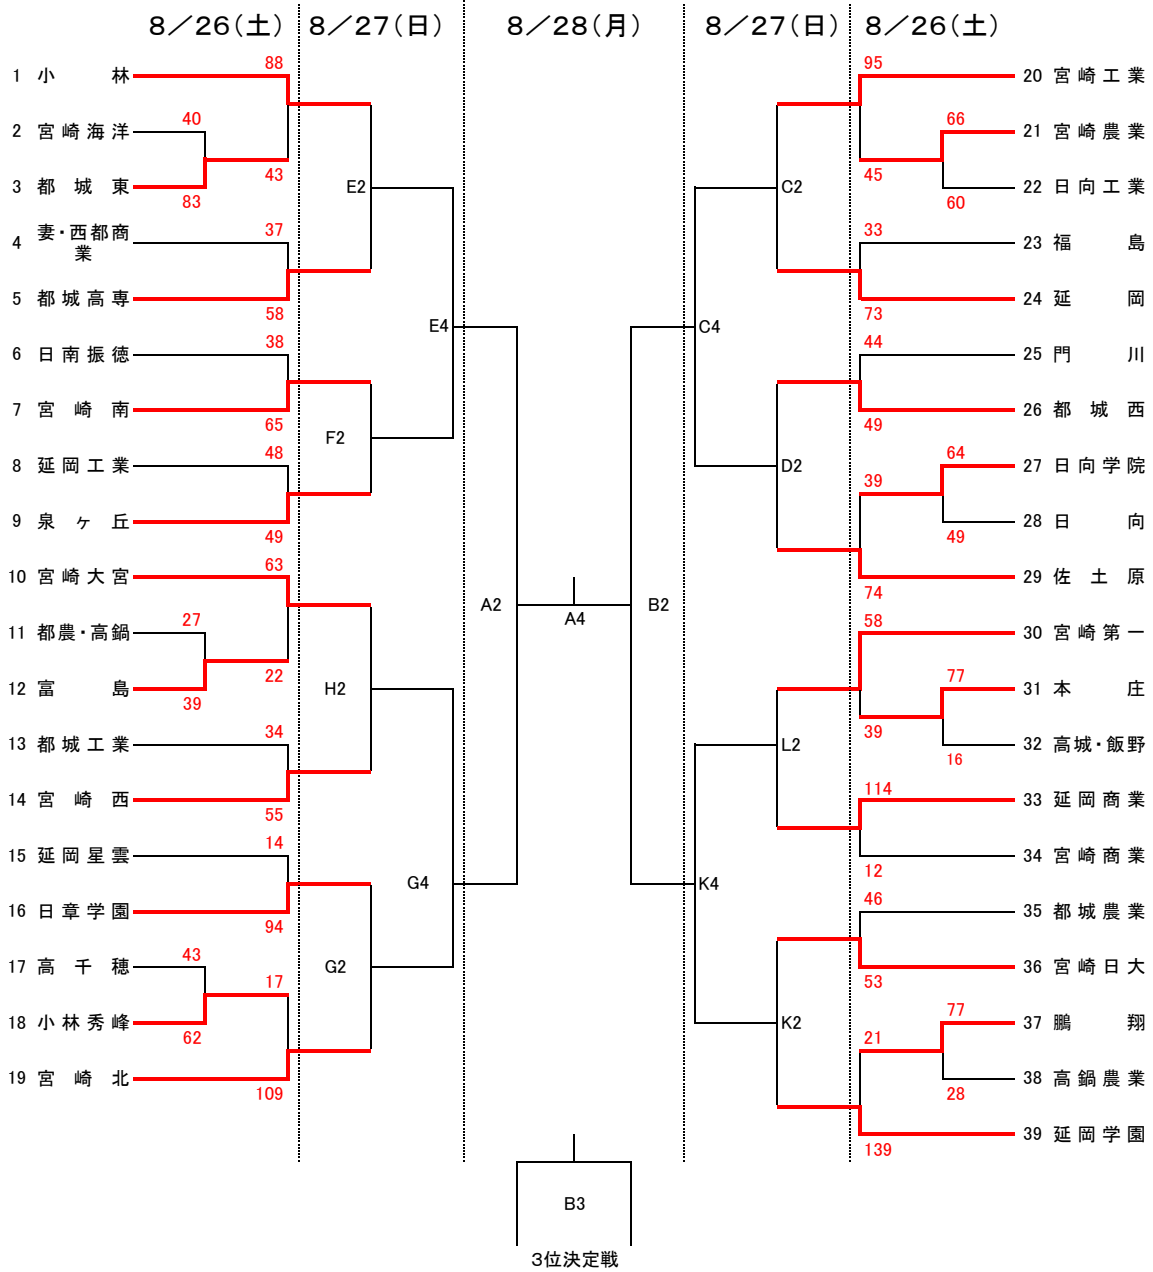 8／26（土） 8／27（日） 8／28（月） 8／27（日） 8／26（土）
1 小林 88
2 宮崎海洋 40
43
3 都城東 83
E2
4 妻・西都商業 37
5 都城高専 58
E4
6 日南振徳 38
7 宮崎南 65
F2
8 延岡工業 48
9 泉ヶ丘 49
10 宮崎大宮 63
A2
11 都農・高鍋 27
22
12 富島 39
H2
13 都城工業 34
14 宮崎西 55
15 延岡星雲 14
G4
16 日章学園 94
17 高千穂 43
17
G2
18 小林秀峰 62
19 宮崎北 109
A4
95 20 宮崎工業
66 21 宮崎農業
45
C2
60 22 日向工業
33 23 福島
73 24 延岡
C4
44 25 門川
49 26 都城西
D2
64 27 日向学院
39
49 28 日向
74 29 佐土原
B2
58 30 宮崎第一
77 31 本庄
39
L2
16 32 高城・飯野
114 33 延岡商業
12 34 宮崎商業
K4
46 35 都城農業
53 36 宮崎日大
K2
77 37 鵬翔
21
28 38 高鍋農業
139 39 延岡学園
B3
3位決定戦